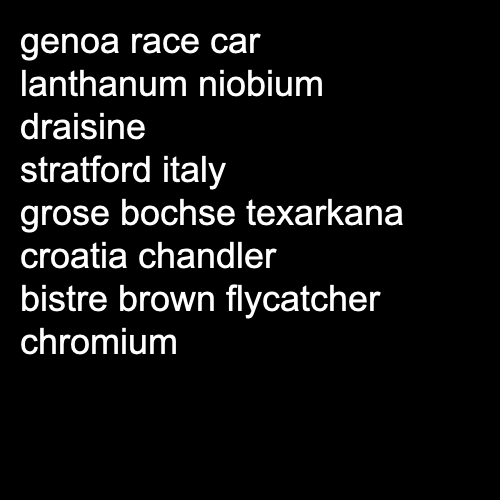 genoa race car
lanthanum niobium
draisine
stratford italy
grose bochse texarkana
croatia chandler
bistre brown flycatcher
chromium